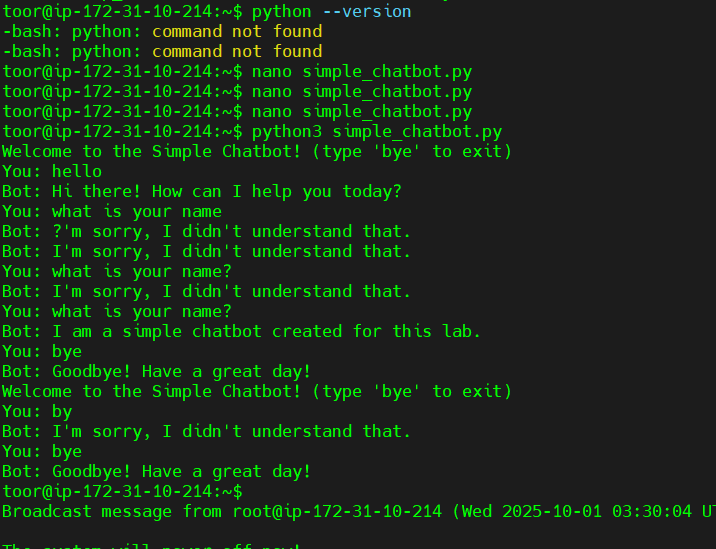 toor@ip-172-31-10-214:~$ python --version
-bash: python: command not found
-bash: python: command not found
toor@ip-172-31-10-214:~$ nano simple_chatbot.py
toor@ip-172-31-10-214:~$ nano simple_chatbot.py
toor@ip-172-31-10-214:~$ nano simple_chatbot.py
toor@ip-172-31-10-214:~$ python3 simple_chatbot.py
Welcome to the Simple Chatbot! (type 'bye' to exit)
You: hello
Bot: Hi there! How can I help you today?
You: what is your name
Bot: ?'m sorry, I didn't understand that.
Bot: I'm sorry, I didn't understand that.
You: what is your name?
Bot: I'm sorry, I didn't understand that.
You: what is your name?
Bot: I am a simple chatbot created for this lab.
You: bye
Bot: Goodbye! Have a great day!
Welcome to the Simple Chatbot! (type 'bye' to exit)
You: by
Bot: I'm sorry, I didn't understand that.
You: bye
Bot: Goodbye! Have a great day!
toor@ip-172-31-10-214:~$
Broadcast message from root@ip-172-31-10-214 (Wed 2025-10-01 03:30:04 UT
The system will power off now!